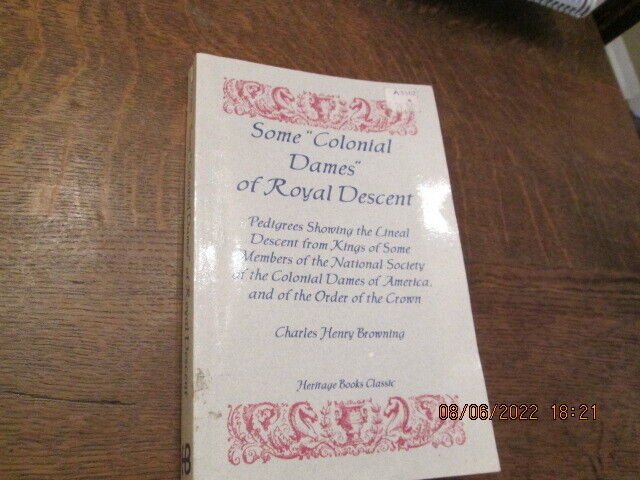 Some "Colonial
Dames"
of Royal Descent
Pedigrees Showing the Lineal
Descent from Kings of Some
Members of the National Society
of the Colonial Dames of America,
and of the Order of the Crown
Charles Henry Browning
Heritage Books Classic
08/06/2022 18:21